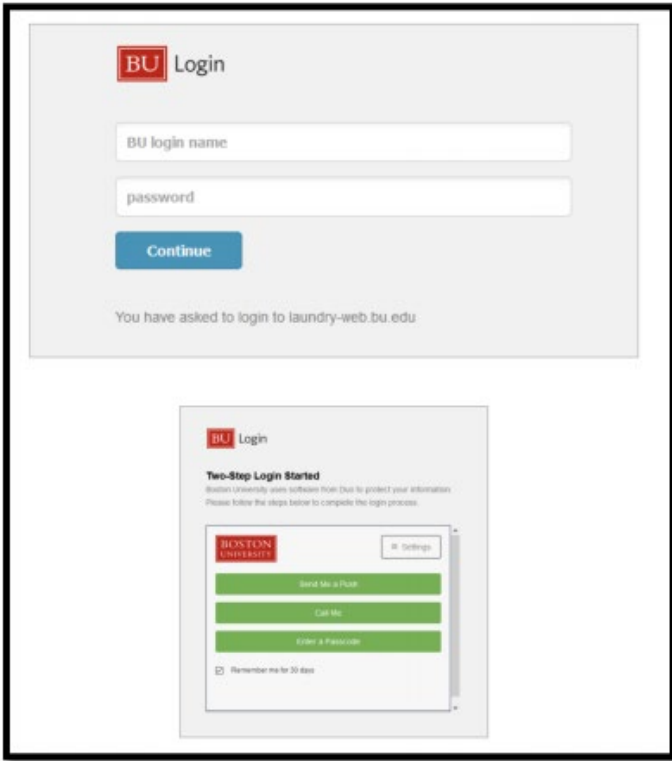 BU Login
BU login name
password
Continue
You have asked to login to laundry-web.bu.edu
BU Login
Two-Step Login Started
Boston University uses software from Duo to protect your information.
Please follow the steps below to complete the login process.
BOSTON
UNIVERSITY
Settings
Send Me a Push
Call Me
Enter a Passcode
Remember me for 30 days